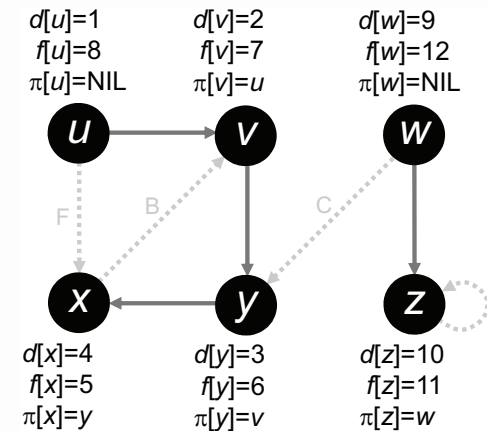 d[u]=1
f[u]=8
π[u]=NIL
d[v]=2
f[v]=7
π[v]=u
d[w]=9
f[w]=12
π[w]=NIL
u
v
w
F
B
C
x
y
z
d[x]=4
f[x]=5
π[x]=y
d[y]=3
f[y]=6
π[y]=v
d[z]=10
f[z]=11
π[z]=w